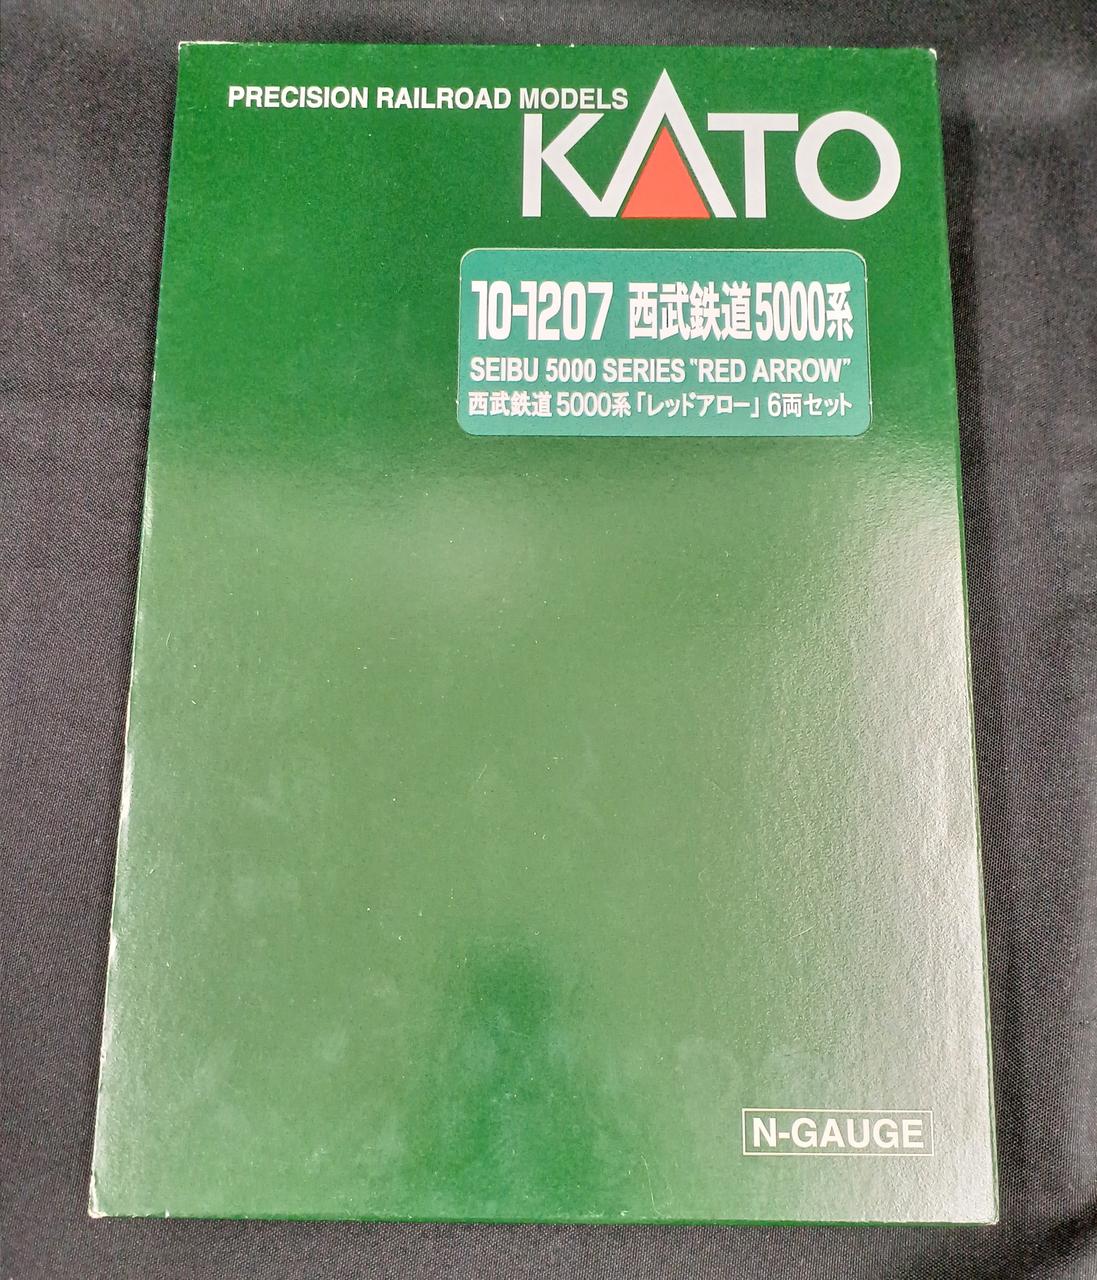 PRECISION RAILROAD MODELS
KATO
10-1207 西武鉄道5000系
SEIBU 5000 SERIES "RED ARROW"
西武鉄道5000系「レッドアロー」6両セット
N-GAUGE